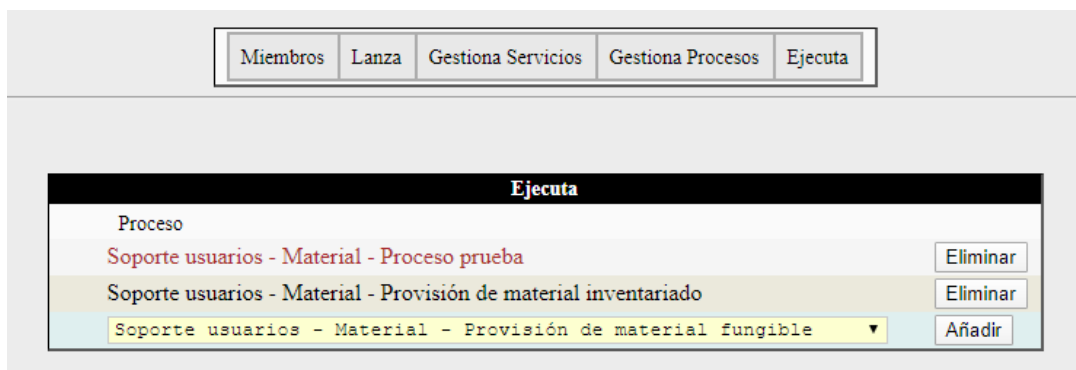 Miembros Lanza Gestiona Servicios Gestiona Procesos Ejecuta
Ejecuta
Proceso
Soporte usuarios - Material - Proceso prueba Eliminar
Soporte usuarios - Material - Provisión de material inventariado Eliminar
Soporte usuarios - Material - Provisión de material fungible Añadir